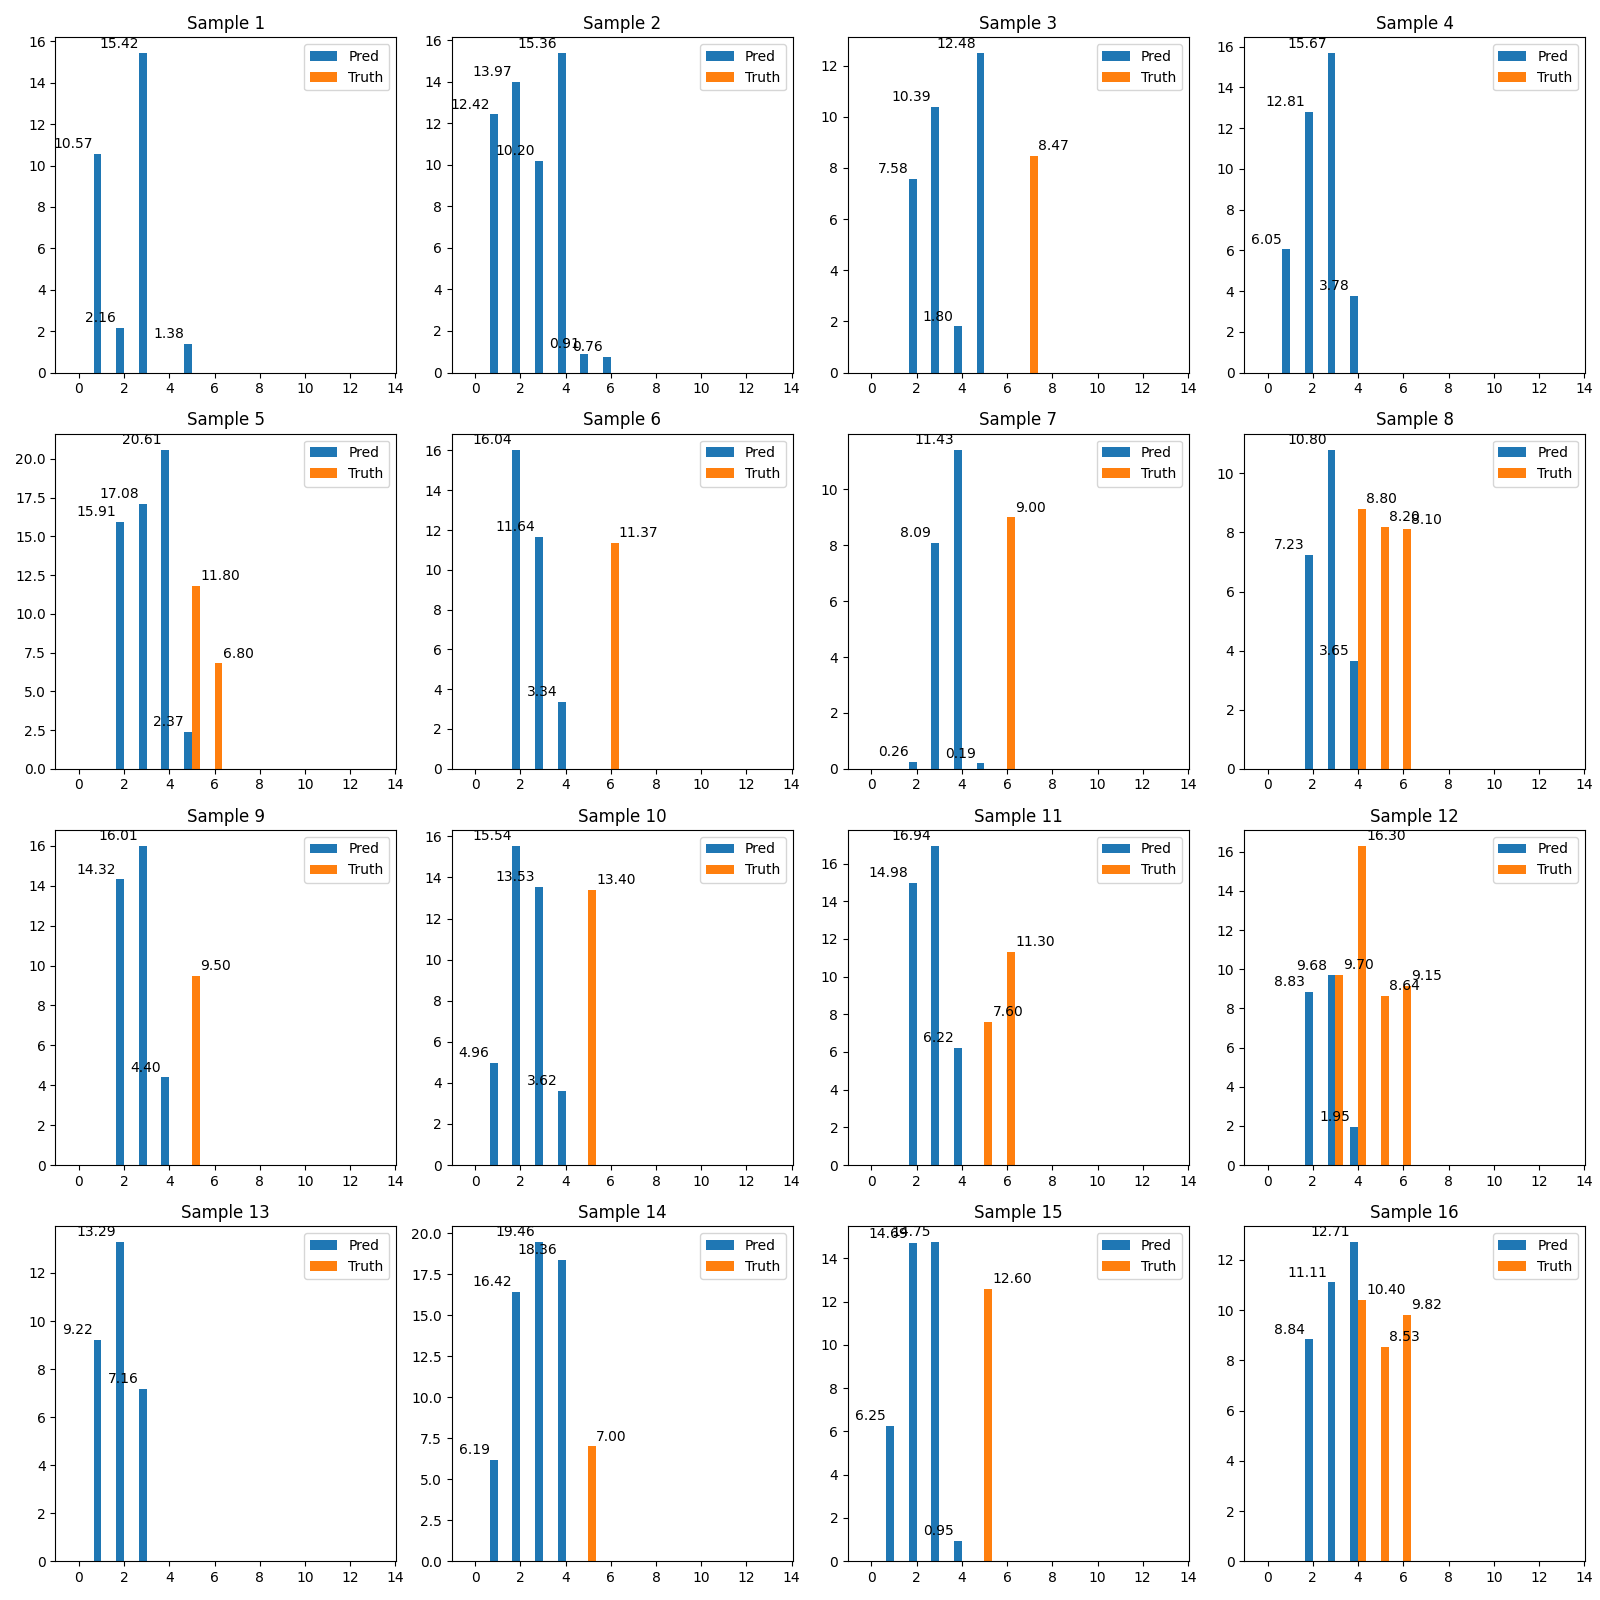 Sample 1
15.42
10.57
2.16
1.38
Pred
Truth
0 2 4 6 8 10 12 14 16
0 2 4 6 8 10 12 14
Sample 2
15.36
13.97
12.42
10.20
0.91
0.76
Pred
Truth
0 2 4 6 8 10 12 14 16
0 2 4 6 8 10 12 14
Sample 3
12.48
10.39
7.58
1.80
8.47
Pred
Truth
0 2 4 6 8 10 12
0 2 4 6 8 10 12 14
Sample 4
15.67
12.81
6.05
3.78
Pred
Truth
0 2 4 6 8 10 12 14 16
0 2 4 6 8 10 12 14
Sample 5
20.61
17.08
15.91
2.37
11.80
6.80
Pred
Truth
0.0 2.5 5.0 7.5 10.0 12.5 15.0 17.5 20.0
0 2 4 6 8 10 12 14
Sample 6
16.04
11.64
3.34
11.37
Pred
Truth
0 2 4 6 8 10 12 14 16
0 2 4 6 8 10 12 14
Sample 7
11.43
8.09
0.26
0.19
9.00
Pred
Truth
0 2 4 6 8 10
0 2 4 6 8 10 12 14
Sample 8
10.80
7.23
3.65
8.80
8.20
8.10
Pred
Truth
0 2 4 6 8 10
0 2 4 6 8 10 12 14
Sample 9
16.01
14.32
4.40
9.50
Pred
Truth
0 2 4 6 8 10 12 14 16
0 2 4 6 8 10 12 14
Sample 10
15.54
13.53
4.96
3.62
13.40
Pred
Truth
0 2 4 6 8 10 12 14 16
0 2 4 6 8 10 12 14
Sample 11
16.94
14.98
6.22
7.60
11.30
Pred
Truth
0 2 4 6 8 10 12 14 16
0 2 4 6 8 10 12 14
Sample 12
16.30
9.68
9.70
8.83
1.95
8.64
9.15
Pred
Truth
0 2 4 6 8 10 12 14 16
0 2 4 6 8 10 12 14
Sample 13
13.29
9.22
7.16
Pred
Truth
0 2 4 6 8 10 12
0 2 4 6 8 10 12 14
Sample 14
19.46
18.36
16.42
6.19
7.00
Pred
Truth
0.0 2.5 5.0 7.5 10.0 12.5 15.0 17.5 20.0
0 2 4 6 8 10 12 14
Sample 15
14.69
14.75
6.25
0.95
12.60
Pred
Truth
0 2 4 6 8 10 12 14
0 2 4 6 8 10 12 14
Sample 16
12.71
11.11
8.84
10.40
8.53
9.82
Pred
Truth
0 2 4 6 8 10 12
0 2 4 6 8 10 12 14